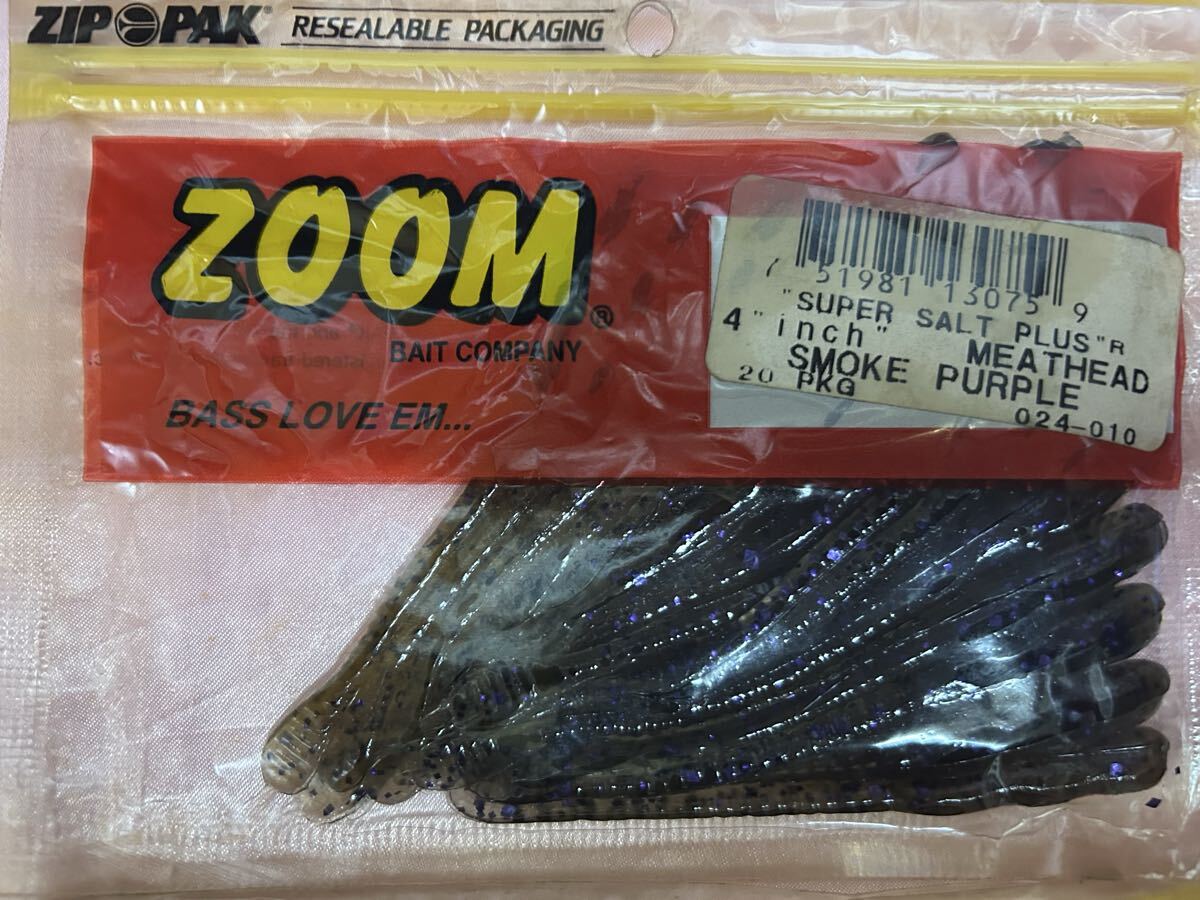 ZIP PAK® RESEALABLE PACKAGING
ZOOM®
BAIT COMPANY
BASS LOVE EM...
7 51981 13075 9
"SUPER SALT PLUS"R
4" inch" MEATHEAD
SMOKE PURPLE
20 PKG
024-010